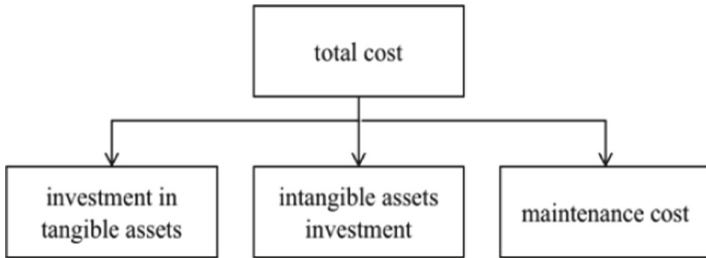 total cost
investment in
tangible assets
intangible assets
investment
maintenance cost